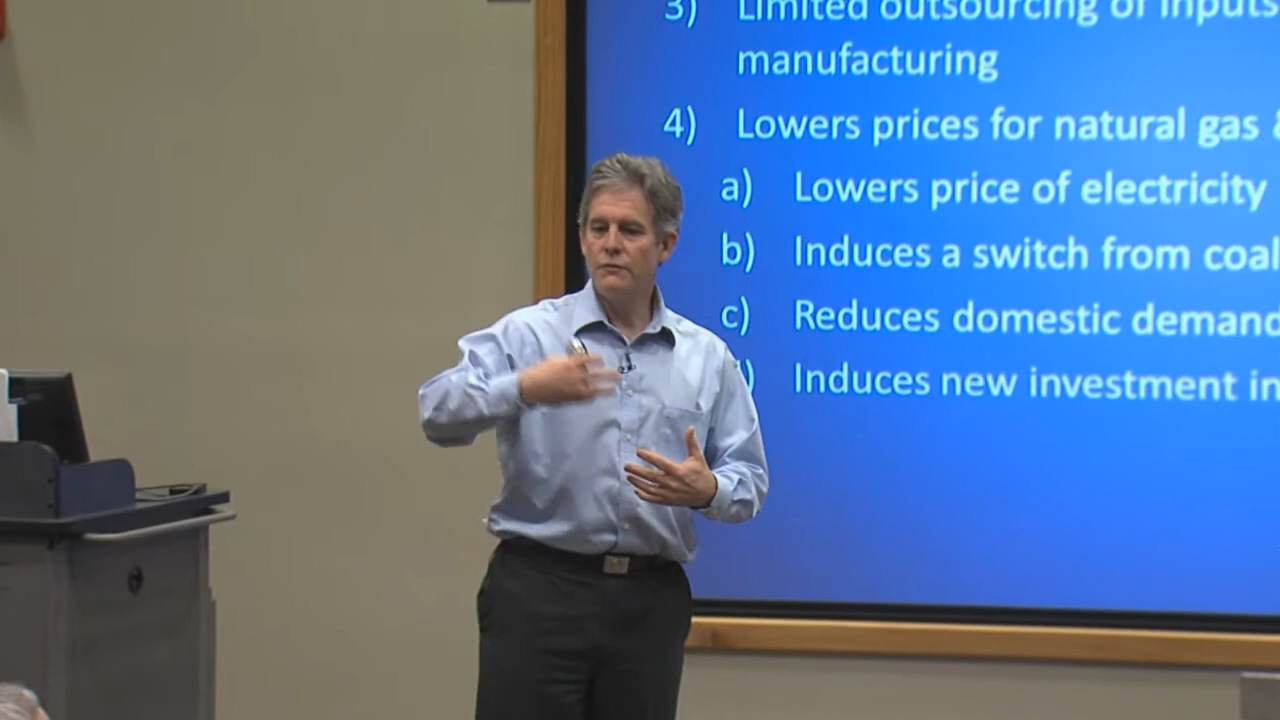 3) Limited outsourcing of inputs
manufacturing
4) Lowers prices for natural gas &
a) Lowers price of electricity
b) Induces a switch from coal
c) Reduces domestic demand
) Induces new investment in